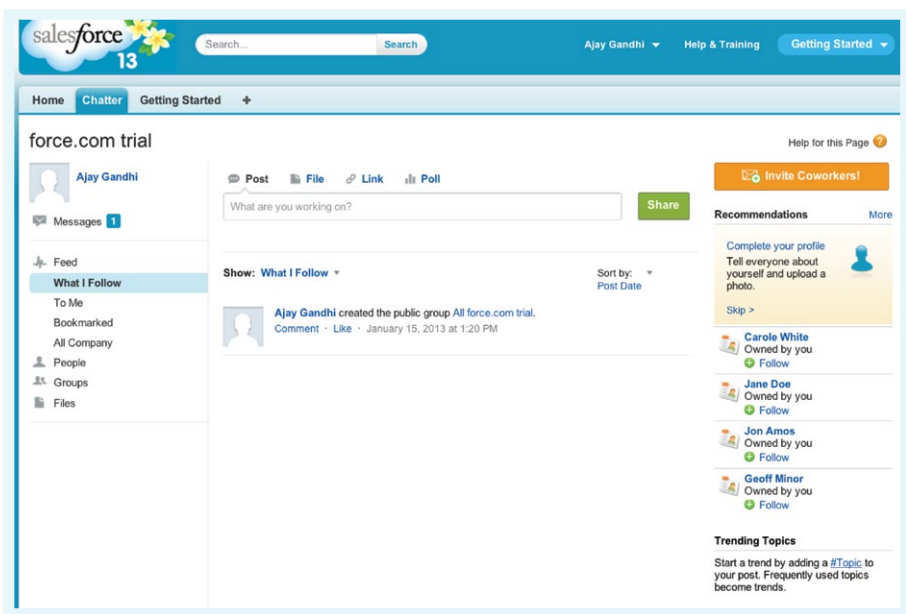 salesforce
13
Search...
Search
Ajay Gandhi
Help & Training
Getting Started
Home
Chatter
Getting Started
+
force.com trial
Help for this Page ?
Ajay Gandhi
Messages 1
Feed
What I Follow
To Me
Bookmarked
All Company
People
Groups
Files
Post
File
Link
Poll
What are you working on?
Share
Show: What I Follow
Sort by:
Post Date
Ajay Gandhi created the public group All force.com trial.
Comment · Like · January 15, 2013 at 1:20 PM
Invite Coworkers!
Recommendations
More
Complete your profile
Tell everyone about
yourself and upload a
photo.
Skip >
Carole White
Owned by you
Follow
Jane Doe
Owned by you
Follow
Jon Amos
Owned by you
Follow
Geoff Minor
Owned by you
Follow
Trending Topics
Start a trend by adding a #Topic to
your post. Frequently used topics
become trends.